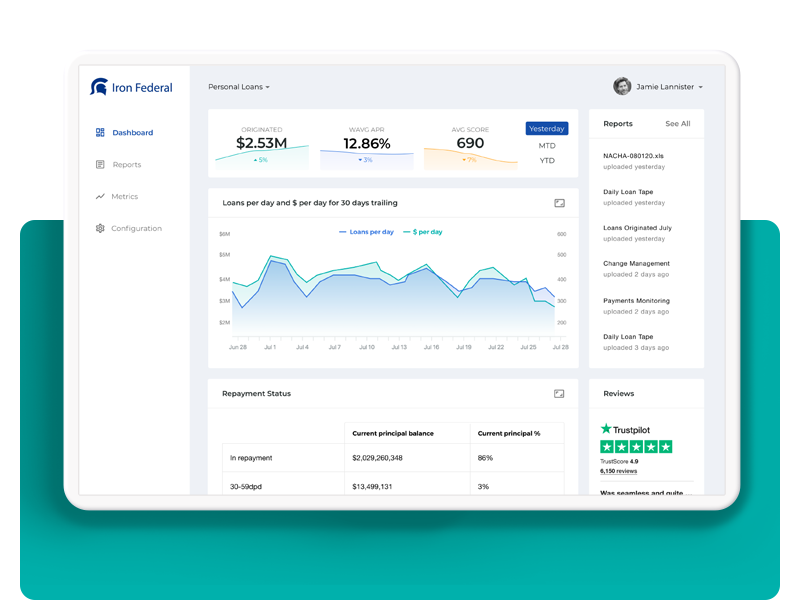 Iron Federal
Personal Loans
Jamie Lannister
Dashboard
Reports
Metrics
Configuration
ORIGINATED
$2.53M
5%
WAVG APR
12.86%
3%
AVG SCORE
690
7%
Yesterday
MTD
YTD
Loans per day and $ per day for 30 days trailing
Loans per day
$ per day
$6M
$5M
$4M
$3M
$2M
600
500
400
300
200
Jun 28
Jul 1
Jul 4
Jul 7
Jul 10
Jul 13
Jul 16
Jul 19
Jul 22
Jul 25
Jul 28
Repayment Status
Current principal balance
Current principal %
In repayment
$2,029,260,348
86%
30-59dpd
$13,499,131
3%
Reports
See All
NACHA-080120.xls
uploaded yesterday
Daily Loan Tape
uploaded yesterday
Loans Originated July
uploaded yesterday
Change Management
uploaded 2 days ago
Payments Monitoring
uploaded 2 days ago
Daily Loan Tape
uploaded 3 days ago
Reviews
Trustpilot
TrustScore 4.9
6,150 reviews
Was seamless and quite ...